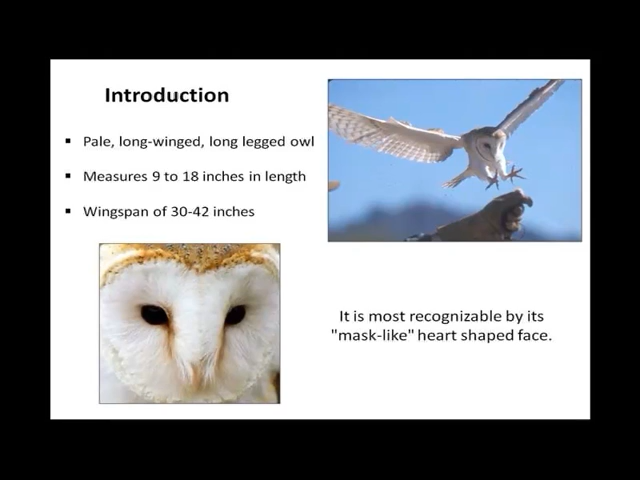 Introduction
▪ Pale, long-winged, long legged owl
▪ Measures 9 to 18 inches in length
▪ Wingspan of 30-42 inches
It is most recognizable by its
"mask-like" heart shaped face.